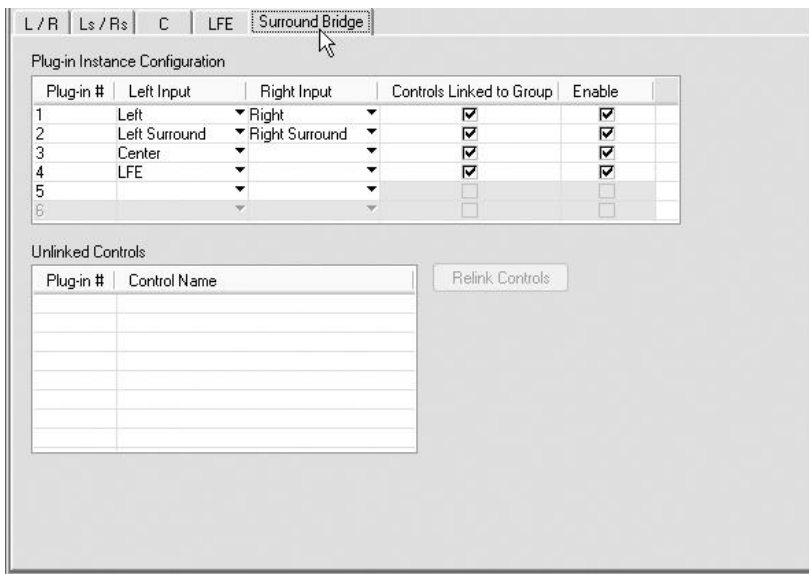 L / R Ls / Rs C LFE Surround Bridge
Plug-in Instance Configuration
Plug-in # Left Input Right Input Controls Linked to Group Enable
1 Left Right
2 Left Surround Right Surround
3 Center
4 LFE
5
6
Unlinked Controls
Plug-in # Control Name Relink Controls